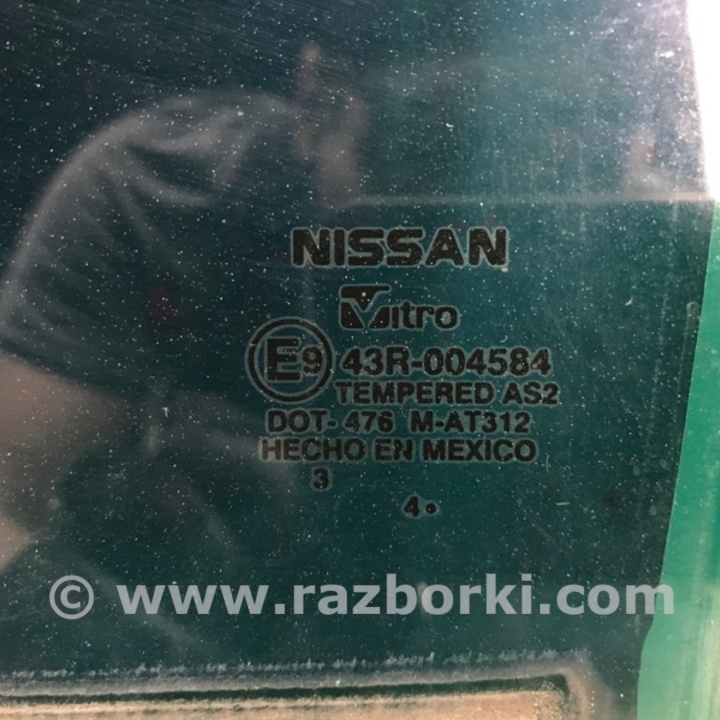 NISSAN
Vitro
E9 43R-004584
TEMPERED AS2
DOT-476 M-AT312
HECHO EN MEXICO
3
4•
© www.razborki.com